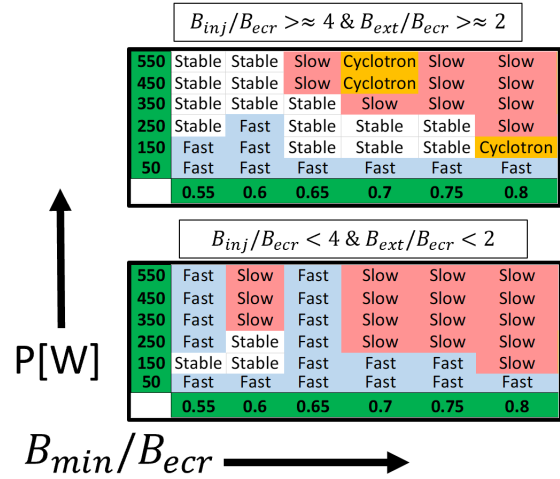 B_inj/B_ecr >≈ 4 & B_ext/B_ecr >≈ 2
550 Stable Stable Slow Cyclotron Slow Slow
450 Stable Stable Slow Cyclotron Slow Slow
350 Stable Stable Stable Slow Slow Slow
250 Stable Fast Stable Stable Stable Slow
150 Fast Fast Stable Stable Stable Cyclotron
50 Fast Fast Fast Fast Fast Fast
0.55 0.6 0.65 0.7 0.75 0.8
B_inj/B_ecr < 4 & B_ext/B_ecr < 2
550 Fast Slow Fast Slow Slow Slow
450 Fast Slow Fast Slow Slow Slow
350 Fast Slow Fast Slow Slow Slow
250 Fast Stable Fast Slow Slow Slow
150 Stable Stable Fast Fast Fast Slow
50 Fast Fast Fast Fast Fast Fast
0.55 0.6 0.65 0.7 0.75 0.8
P[W]
B_min/B_ecr